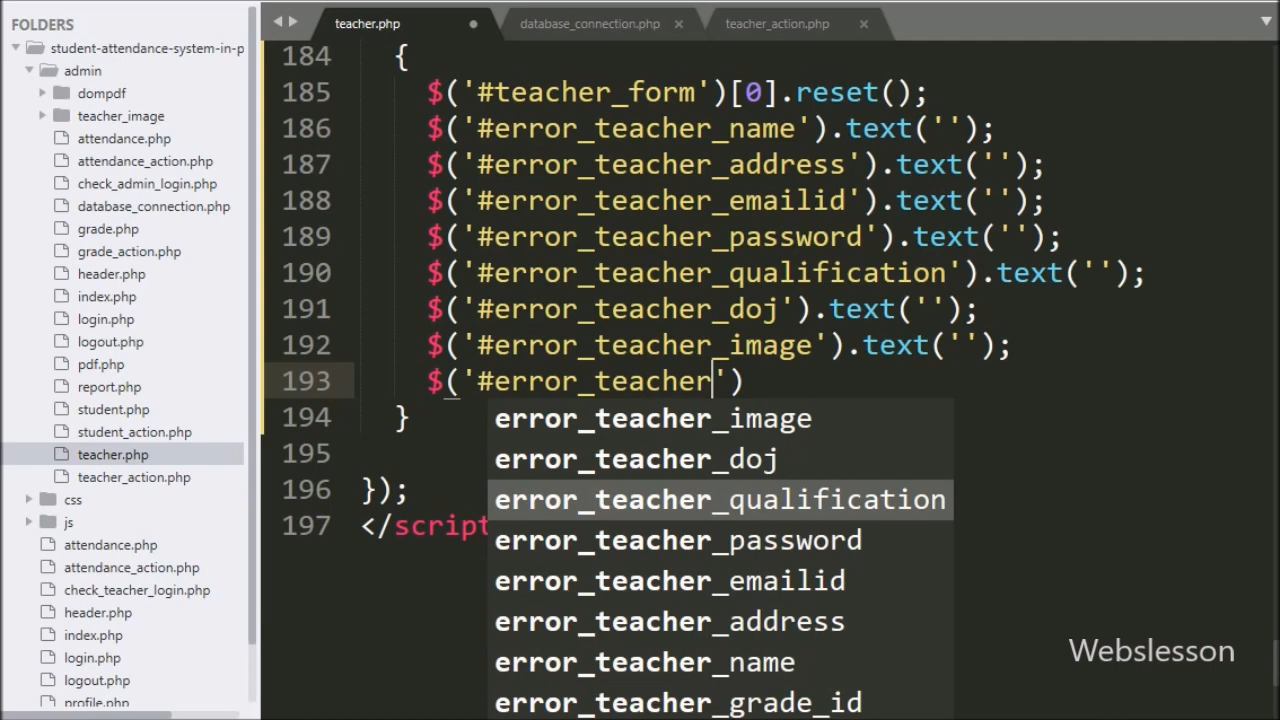 FOLDERS
student-attendance-system-in-p
admin
dompdf
teacher_image
attendance.php
attendance_action.php
check_admin_login.php
database_connection.php
grade.php
grade_action.php
header.php
index.php
login.php
logout.php
pdf.php
report.php
student.php
student_action.php
teacher.php
teacher_action.php
css
js
attendance.php
attendance_action.php
check_teacher_login.php
header.php
index.php
login.php
logout.php
profile.php
teacher.php
database_connection.php
teacher_action.php
184 {
185 $('#teacher_form')[0].reset();
186 $('#error_teacher_name').text('');
187 $('#error_teacher_address').text('');
188 $('#error_teacher_emailid').text('');
189 $('#error_teacher_password').text('');
190 $('#error_teacher_qualification').text('');
191 $('#error_teacher_doj').text('');
192 $('#error_teacher_image').text('');
193 $('#error_teacher')
194 }
195
196 });
197 </script
error_teacher_image
error_teacher_doj
error_teacher_qualification
error_teacher_password
error_teacher_emailid
error_teacher_address
error_teacher_name
error_teacher_grade_id
Webslesson